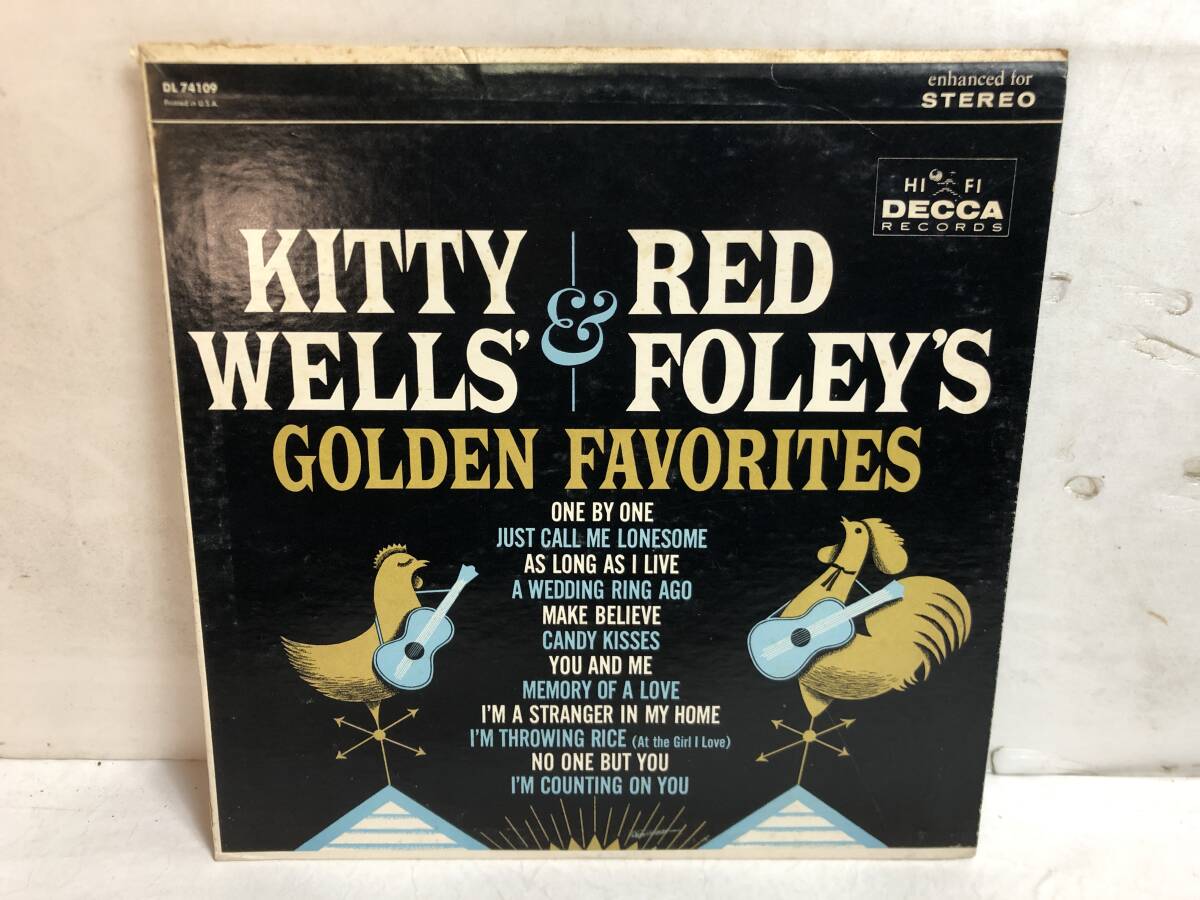 DL 74109
Printed in U.S.A.
enhanced for
STEREO
HI FI
DECCA
RECORDS
KITTY
WELLS'
&
RED
FOLEY'S
GOLDEN FAVORITES
ONE BY ONE
JUST CALL ME LONESOME
AS LONG AS I LIVE
A WEDDING RING AGO
MAKE BELIEVE
CANDY KISSES
YOU AND ME
MEMORY OF A LOVE
I'M A STRANGER IN MY HOME
I'M THROWING RICE (At the Girl I Love)
NO ONE BUT YOU
I'M COUNTING ON YOU